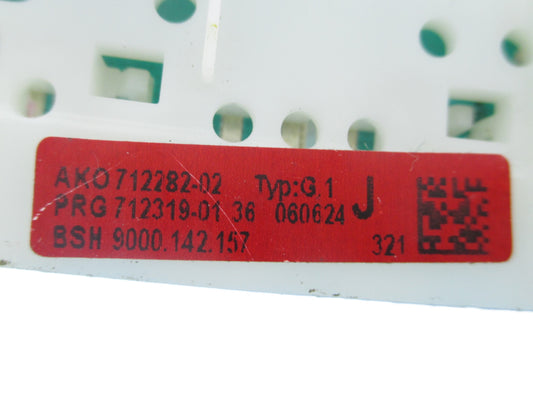 AKO 712282-02 Typ:G.1
PRG 712319-01 36 060624 J
BSH 9000.142.157 321